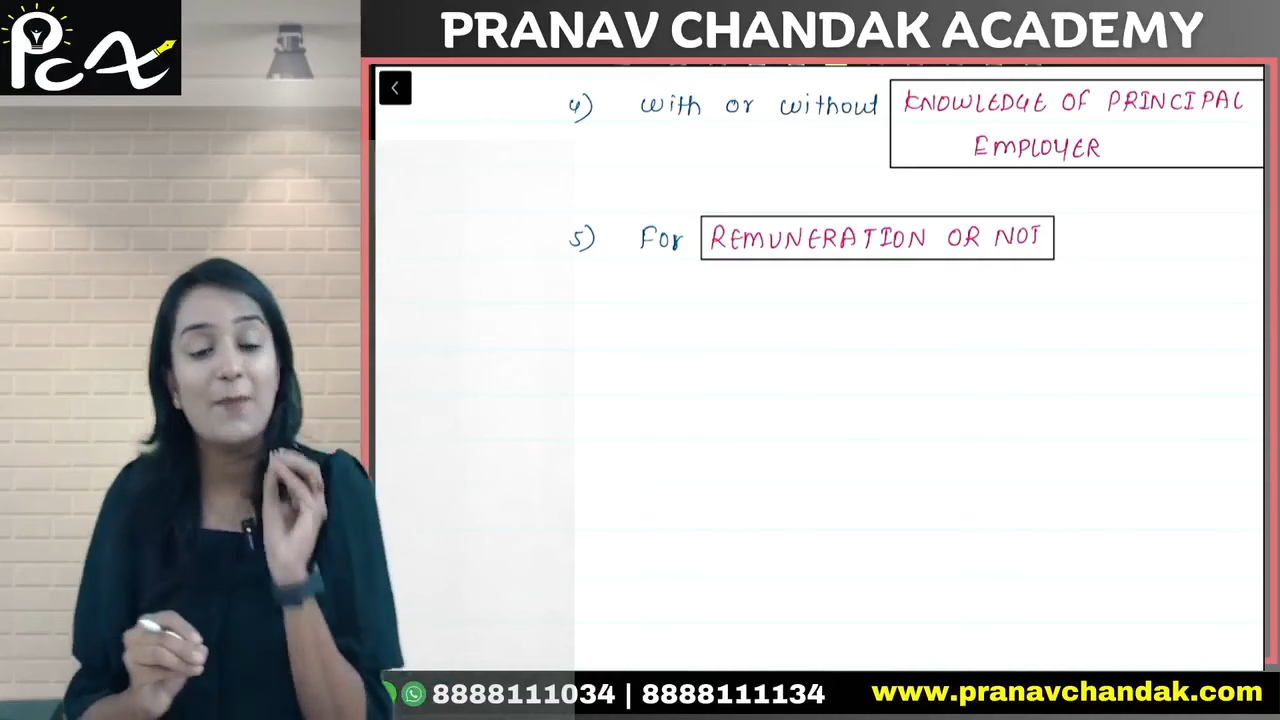 PCA
PRANAV CHANDAK ACADEMY
4) with or without KNOWLEDGE OF PRINCIPAL
EMPLOYER
5) For REMUNERATION OR NOT
8888111034 | 8888111134
www.pranavchandak.com